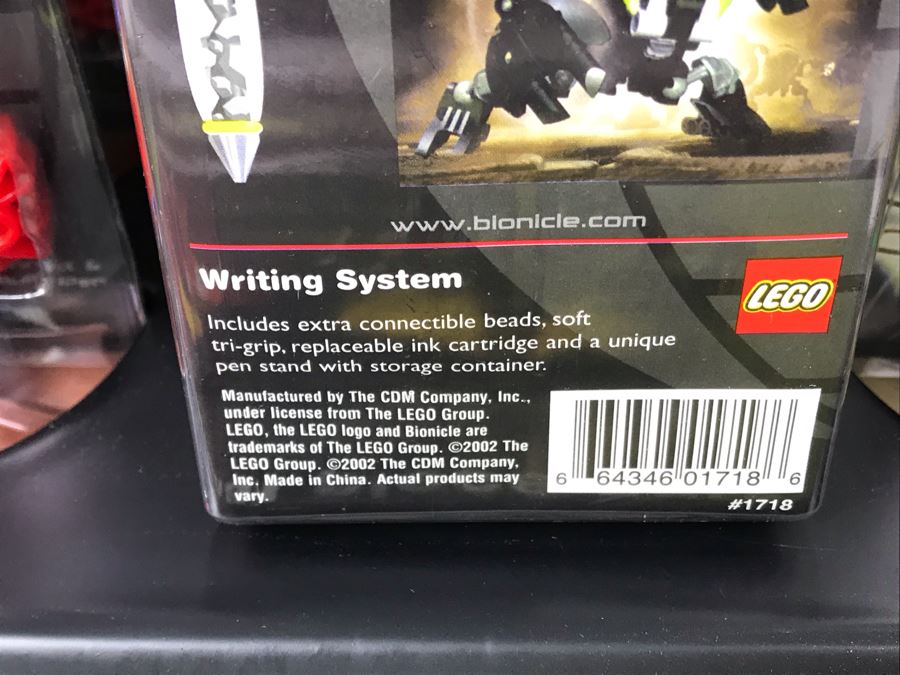 www.bionicle.com
Writing System
LEGO
Includes extra connectible beads, soft
tri-grip, replaceable ink cartridge and a unique
pen stand with storage container.
Manufactured by The CDM Company, Inc.,
under license from The LEGO Group.
LEGO, the LEGO logo and Bionicle are
trademarks of The LEGO Group. ©2002 The
LEGO Group. ©2002 The CDM Company,
Inc. Made in China. Actual products may
vary.
6 64346 01718 6
#1718